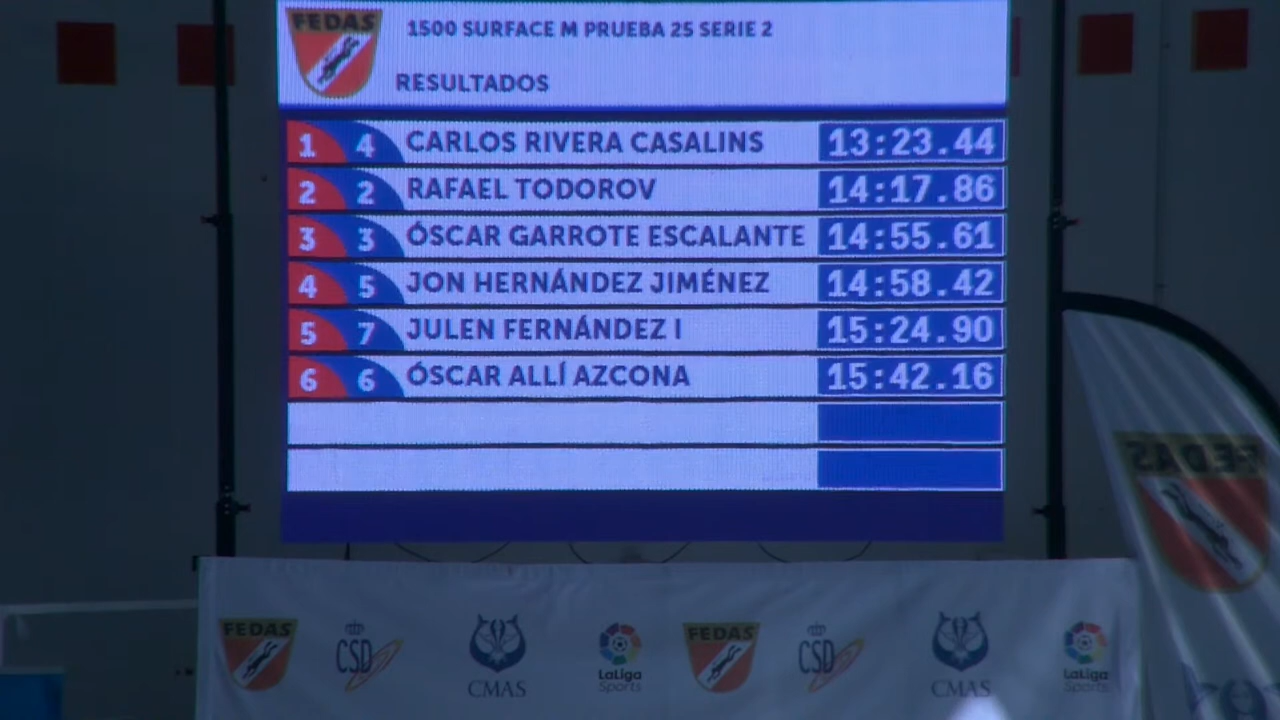 FEDAS
1500 SURFACE M PRUEBA 25 SERIE 2
RESULTADOS
1 4 CARLOS RIVERA CASALINS 13:23.44
2 2 RAFAEL TODOROV 14:17.86
3 3 ÓSCAR GARROTE ESCALANTE 14:55.61
4 5 JON HERNÁNDEZ JIMÉNEZ 14:58.42
5 7 JULEN FERNÁNDEZ I 15:24.90
6 6 ÓSCAR ALLÍ AZCONA 15:42.16
FEDAS
FEDAS CSD CMAS LaLiga Sports FEDAS CSD CMAS LaLiga Sports